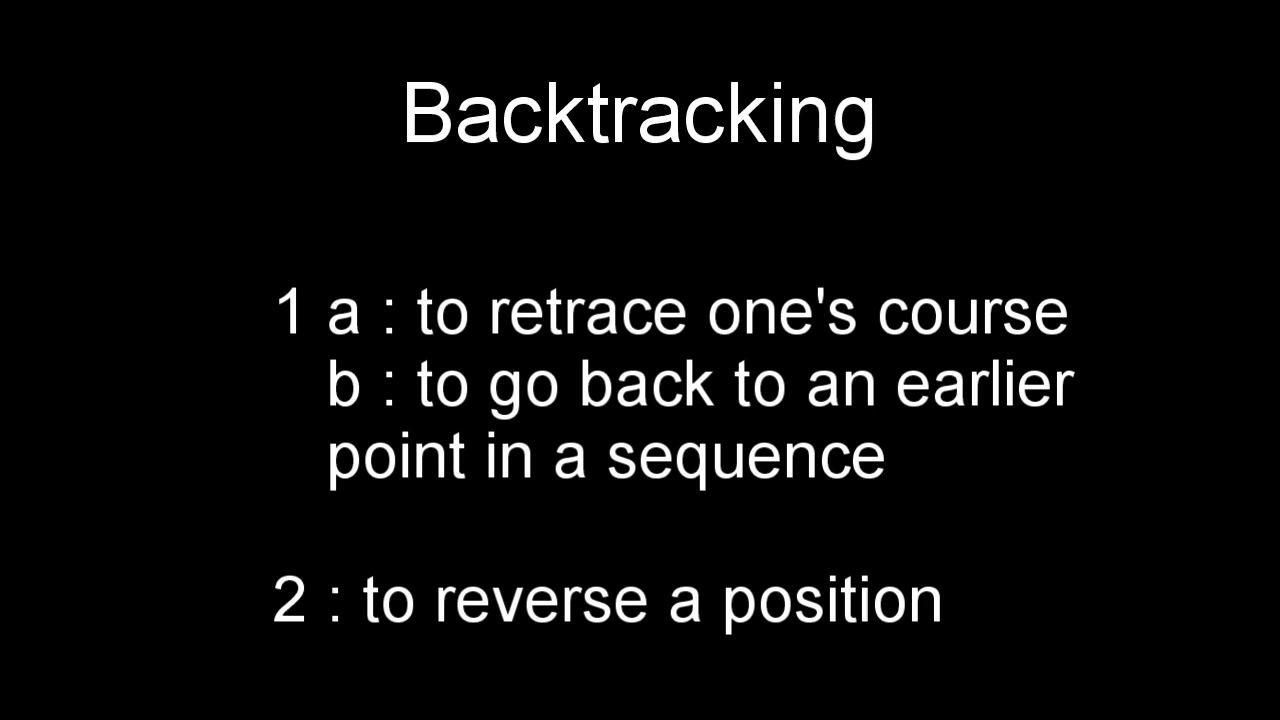 Backtracking
1 a : to retrace one's course
b : to go back to an earlier
point in a sequence
2 : to reverse a position